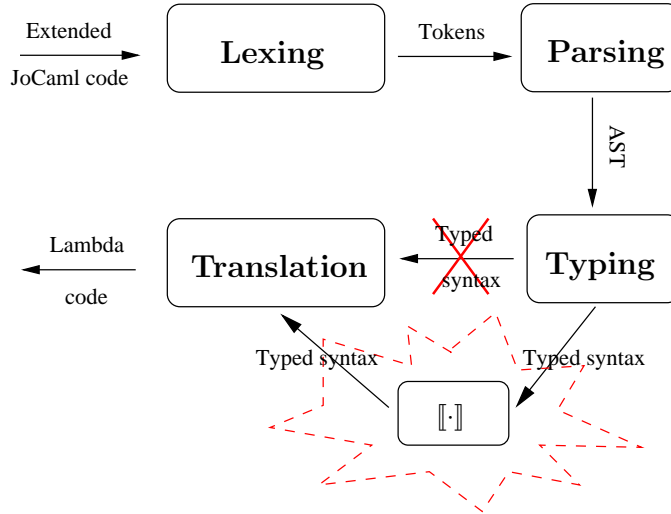 Extended
JoCaml code
Lexing
Tokens
Parsing
AST
Lambda
code
Translation
Typed
syntax
Typing
Typed syntax
Typed syntax
⟦·⟧